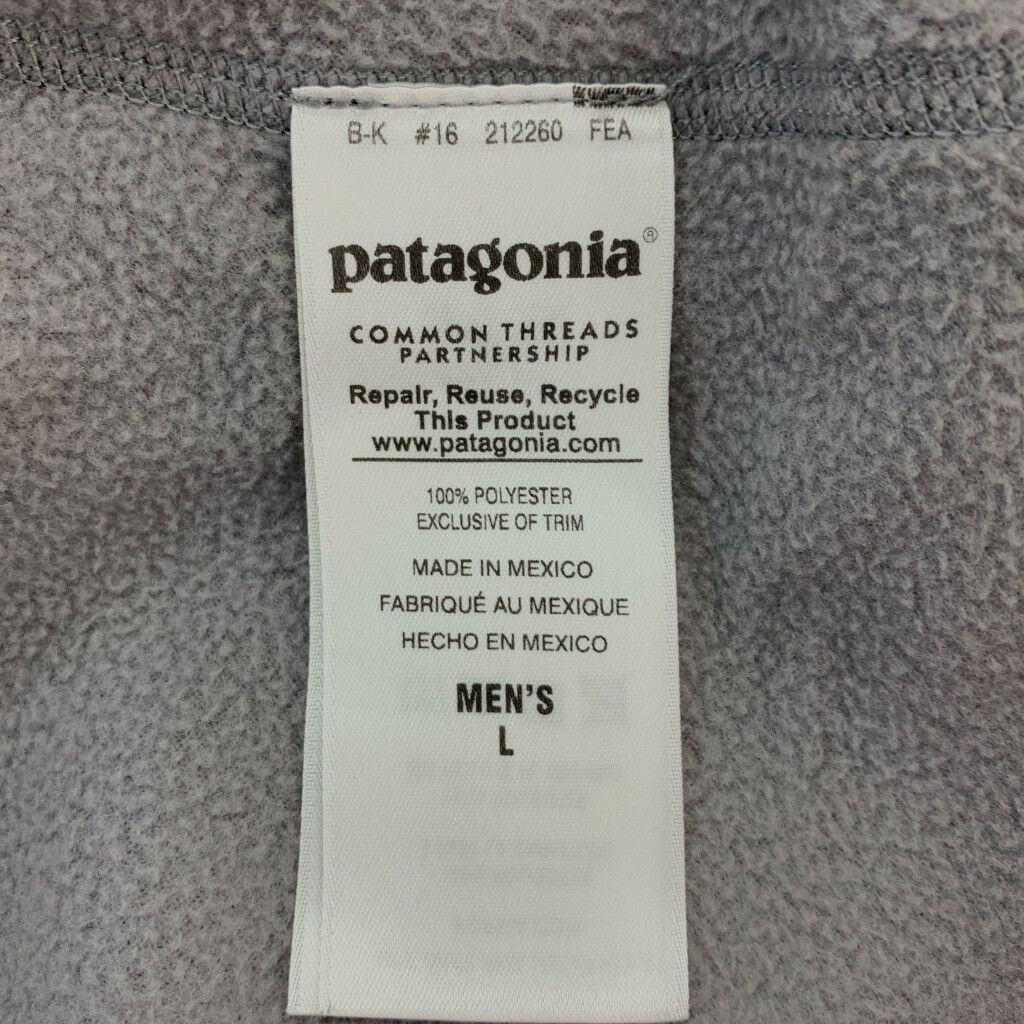 B-K #16 212260 FEA
patagonia®
COMMON THREADS
PARTNERSHIP
Repair, Reuse, Recycle
This Product
www.patagonia.com
100% POLYESTER
EXCLUSIVE OF TRIM
MADE IN MEXICO
FABRIQUÉ AU MEXIQUE
HECHO EN MEXICO
MEN'S
L